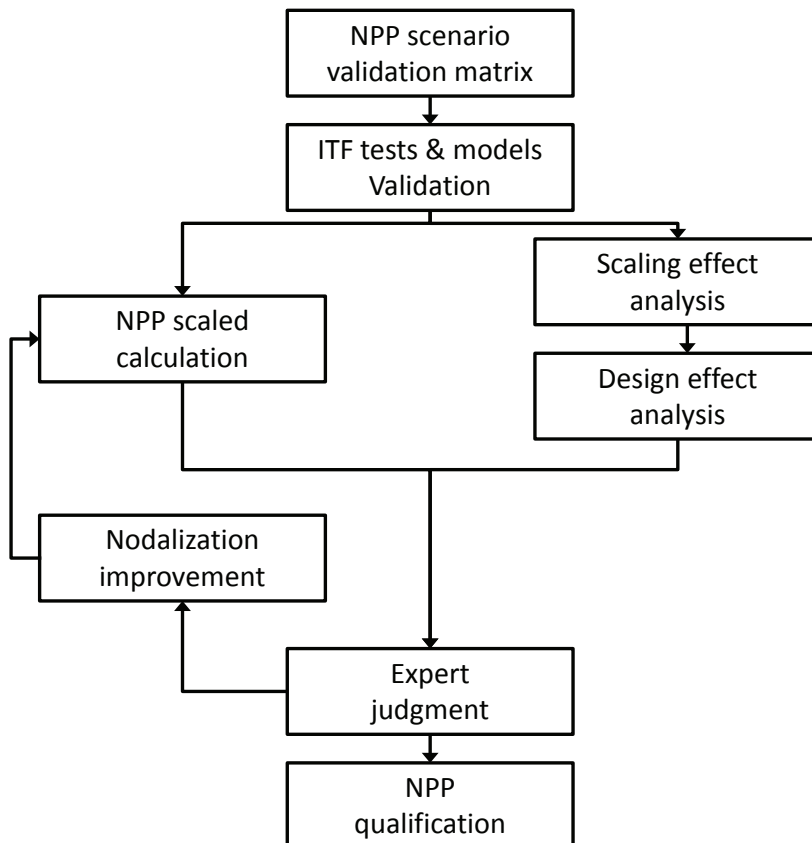 NPP scenario
validation matrix
ITF tests & models
Validation
Scaling effect
analysis
NPP scaled
calculation
Design effect
analysis
Nodalization
improvement
Expert
judgment
NPP
qualification